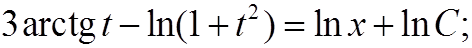 3 arctg t − ln(1 + t²) = ln x + ln C;